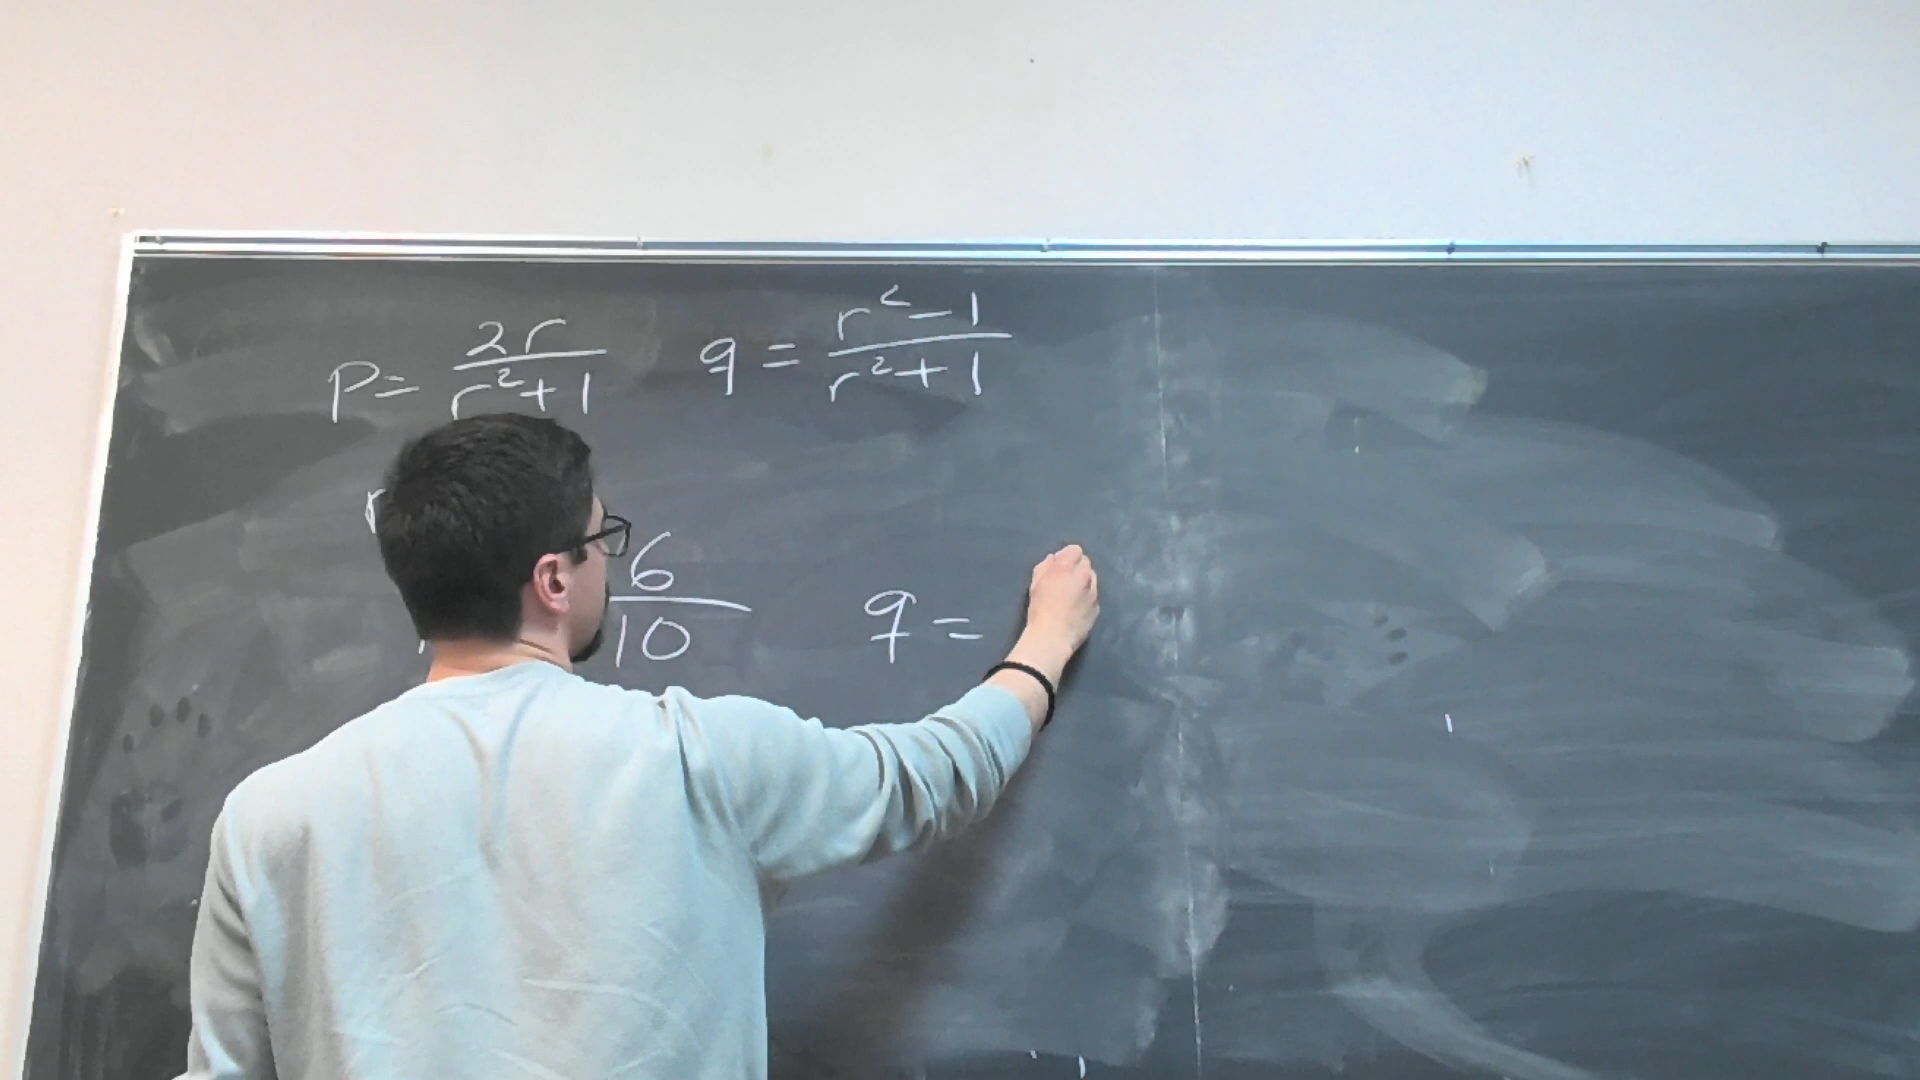 p = 2r / r² + 1 q = r² - 1 / r² + 1
r
6 / 10 q =